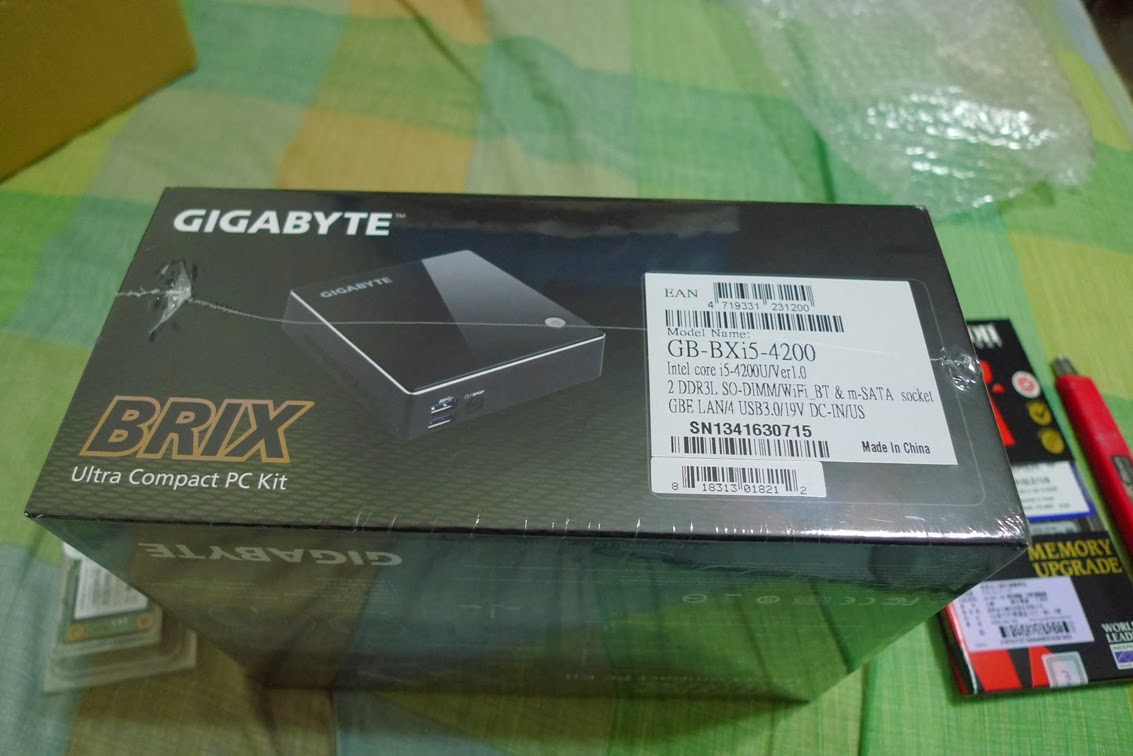 GIGABYTE™
GIGABYTE
BRIX
Ultra Compact PC Kit
EAN
4 719331 231200
Model Name:
GB-BXi5-4200
Intel core i5-4200U/Ver1.0
2 DDR3L SO-DIMM/WiFi_BT & m-SATA socket
GBE LAN/4 USB3.0/19V DC-IN/US
SN1341630715
Made In China
8 18313 01821 2
GIGABYTE
MEMORY
UPGRADE